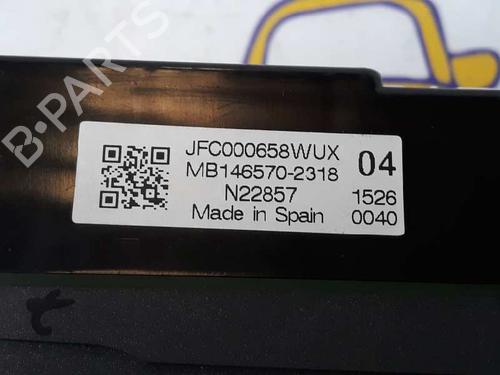 B-PARTS
JFC000658WUX 04
MB146570-2318
N22857 1526
Made in Spain 0040